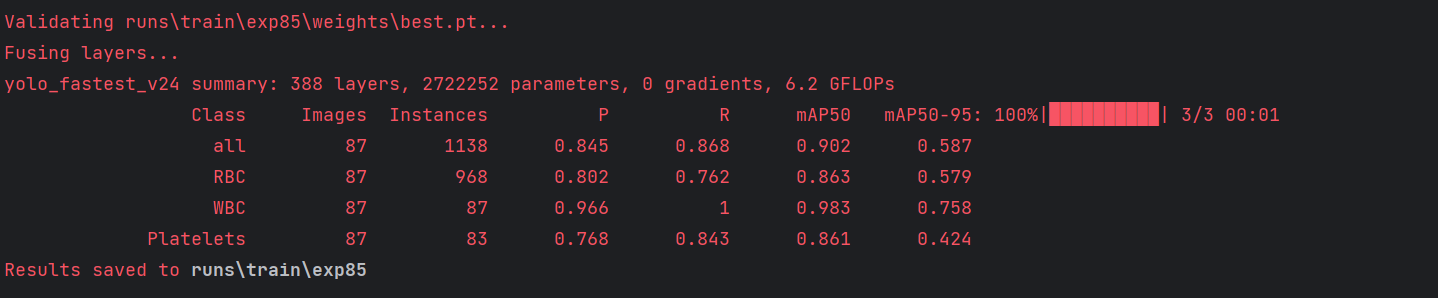 Validating runs\train\exp85\weights\best.pt...
Fusing layers...
yolo_fastest_v24 summary: 388 layers, 2722252 parameters, 0 gradients, 6.2 GFLOPs
Class Images Instances P R mAP50 mAP50-95: 100%|██████████| 3/3 00:01
all 87 1138 0.845 0.868 0.902 0.587
RBC 87 968 0.802 0.762 0.863 0.579
WBC 87 87 0.966 1 0.983 0.758
Platelets 87 83 0.768 0.843 0.861 0.424
Results saved to runs\train\exp85